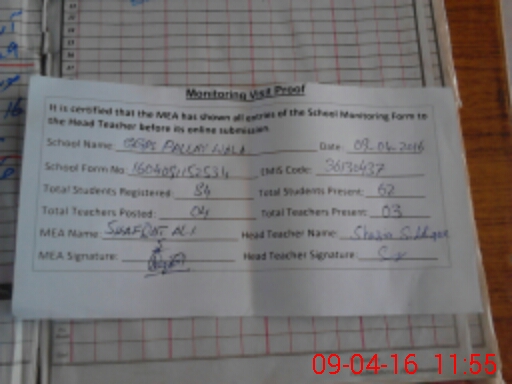 Monitoring Visit Proof
It is certified that the MEA has shown all entries of the School Monitoring Form to
the Head Teacher before its online submission
School Name: GGPS Date: 09-04-2016
School Form No: EMIS Code: 36130437
Total Students Registered: 84 Total Students Present: 62
Total Teachers Posted: 04 Total Teachers Present: 03
MEA Name: SHAFQAT ALI Head Teacher Name:
MEA Signature: Head Teacher Signature:
09-04-16 11:55